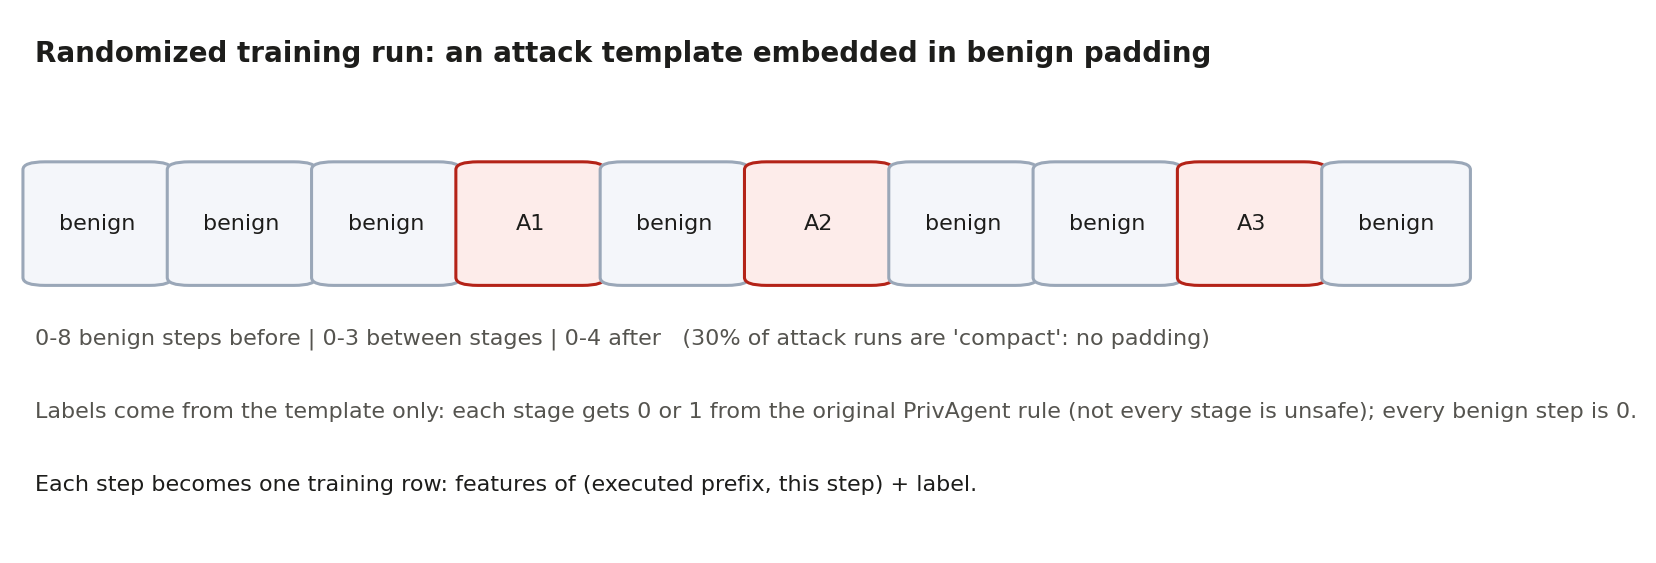 Randomized training run: an attack template embedded in benign padding
benign benign benign A1 benign A2 benign benign A3 benign
0-8 benign steps before | 0-3 between stages | 0-4 after (30% of attack runs are 'compact': no padding)
Labels come from the template only: each stage gets 0 or 1 from the original PrivAgent rule (not every stage is unsafe); every benign step is 0.
Each step becomes one training row: features of (executed prefix, this step) + label.